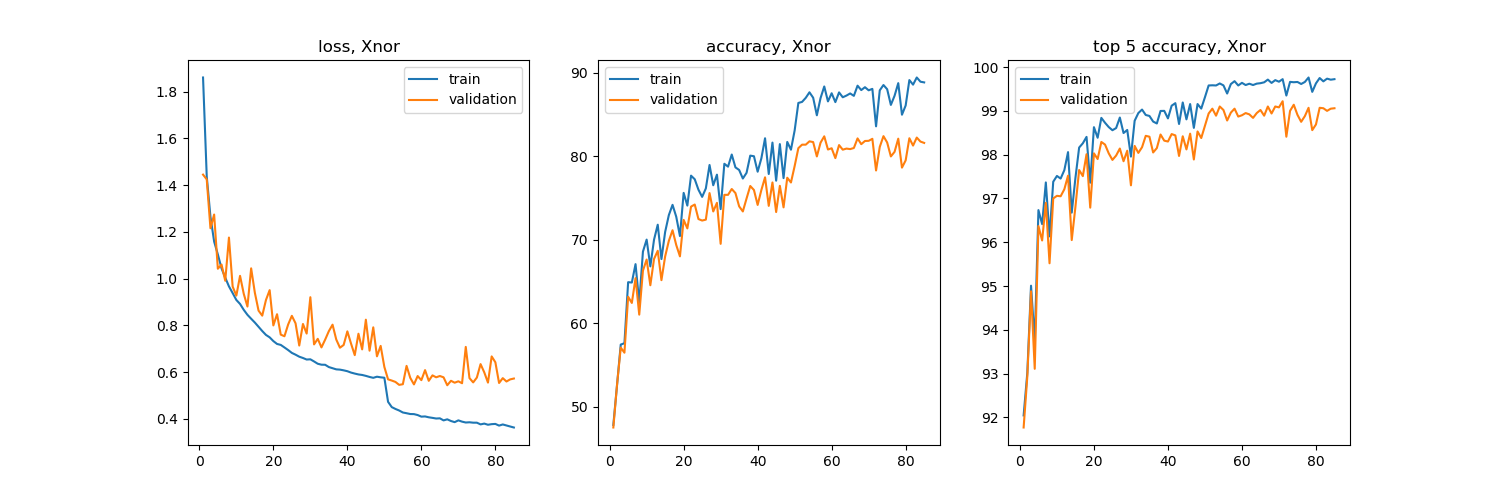 loss, Xnor
train
validation
1.8
1.6
1.4
1.2
1.0
0.8
0.6
0.4
0 20 40 60 80
accuracy, Xnor
train
validation
90
80
70
60
50
0 20 40 60 80
top 5 accuracy, Xnor
train
validation
100
99
98
97
96
95
94
93
92
0 20 40 60 80